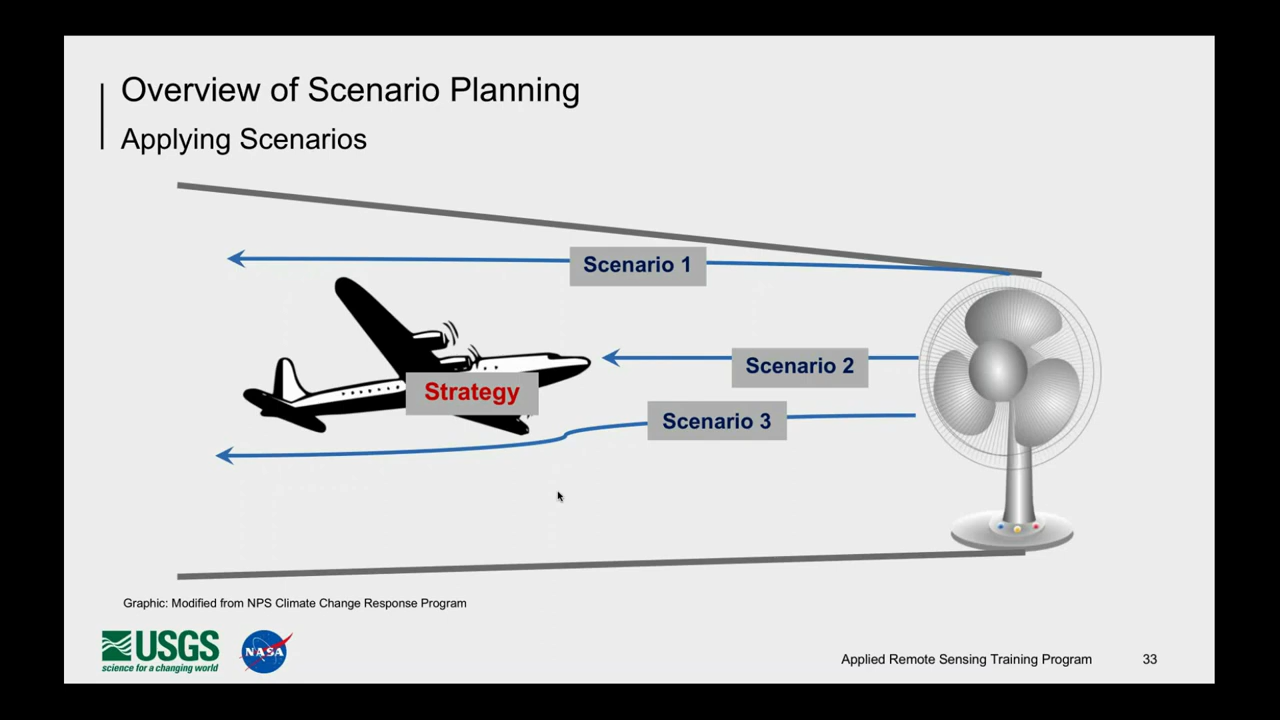 Overview of Scenario Planning
Applying Scenarios
Scenario 1
Scenario 2
Strategy
Scenario 3
Graphic: Modified from NPS Climate Change Response Program
USGS
science for a changing world
NASA
Applied Remote Sensing Training Program 33